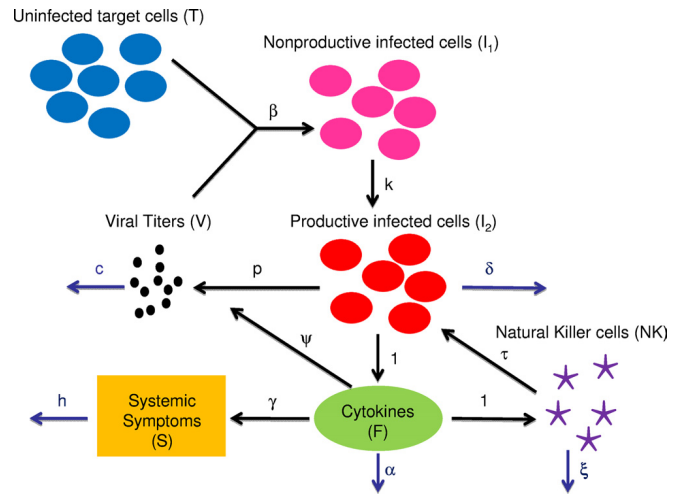 Uninfected target cells (T)
Nonproductive infected cells (I₁)
β
k
Viral Titers (V)
Productive infected cells (I₂)
c
p
δ
Natural Killer cells (NK)
ψ
1
τ
h
Systemic
Symptoms
(S)
γ
Cytokines
(F)
1
α
ξ